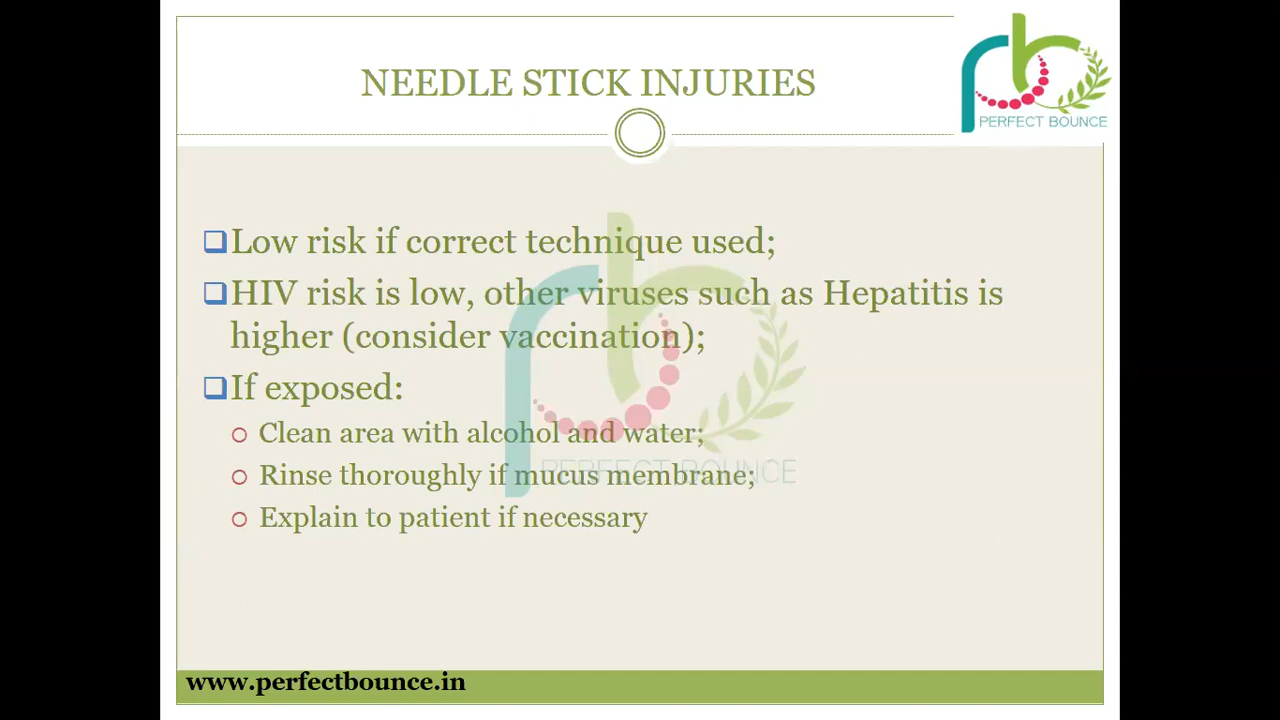 NEEDLE STICK INJURIES
PERFECT BOUNCE
Low risk if correct technique used;
HIV risk is low, other viruses such as Hepatitis is
higher (consider vaccination);
If exposed:
Clean area with alcohol and water;
Rinse thoroughly if mucus membrane;
PERFECT BOUNCE
Explain to patient if necessary
www.perfectbounce.in